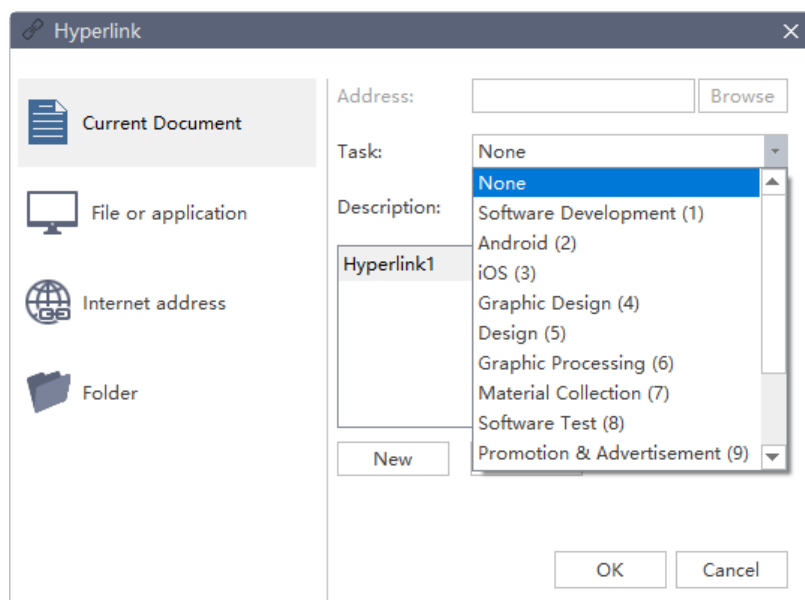 Hyperlink
Current Document
File or application
Internet address
Folder
Address:
Browse
Task:
None
None
Software Development (1)
Android (2)
iOS (3)
Graphic Design (4)
Design (5)
Graphic Processing (6)
Material Collection (7)
Software Test (8)
Promotion & Advertisement (9)
Description:
Hyperlink1
New
OK
Cancel